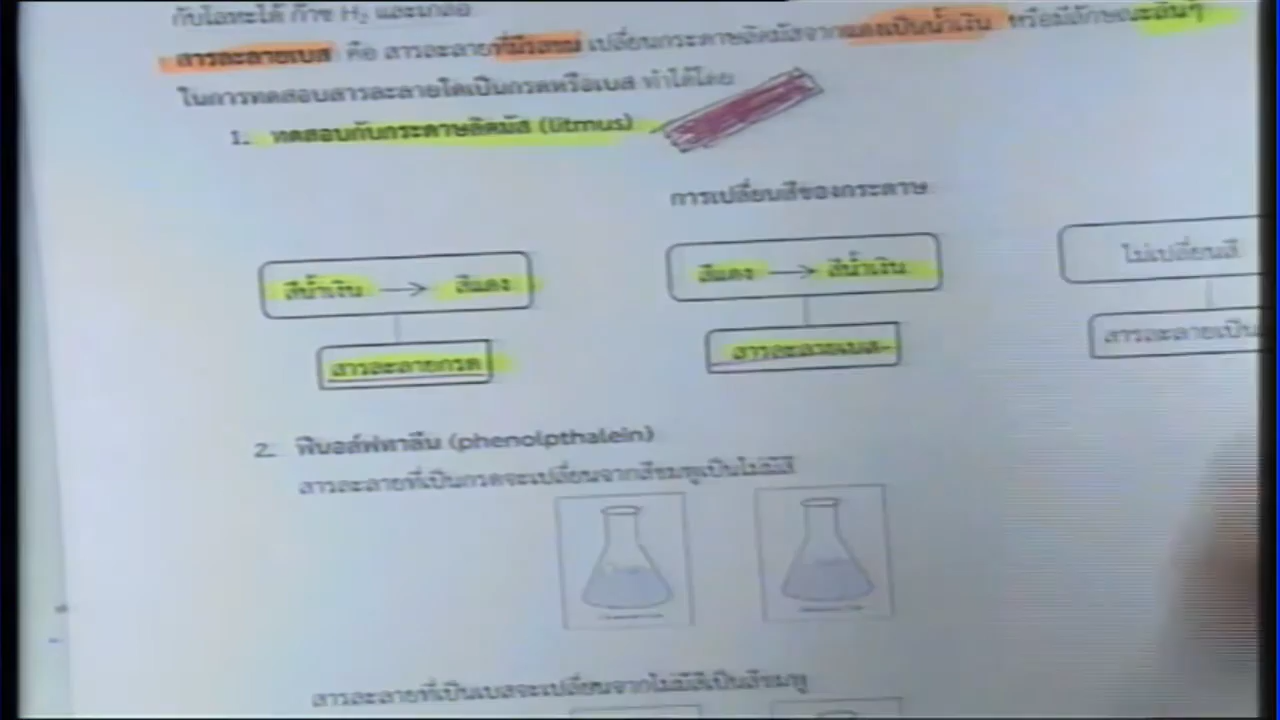 กับโลหะได้ ก๊าซ H₂ และเกลือ
สารละลายเบส คือ สารละลายที่มีรสขม เปลี่ยนกระดาษลิตมัสจากแดงเป็นน้ำเงิน หรือมีลักษณะลื่นๆ
ในการทดสอบสารละลายใดเป็นกรดหรือเบส ทำได้โดย
1. ทดสอบกับกระดาษลิตมัส (litmus)
การเปลี่ยนสีของกระดาษ
สีน้ำเงิน → สีแดง
สีแดง → สีน้ำเงิน
ไม่เปลี่ยนสี
สารละลายกรด
สารละลายเบส
สารละลายเป็น
2. ฟีนอล์ฟทาลีน (phenolpthalein)
สารละลายที่เป็นกรดจะเปลี่ยนจากสีชมพูเป็นไม่มีสี
สารละลายที่เป็นเบสจะเปลี่ยนจากไม่มีสีเป็นสีชมพู